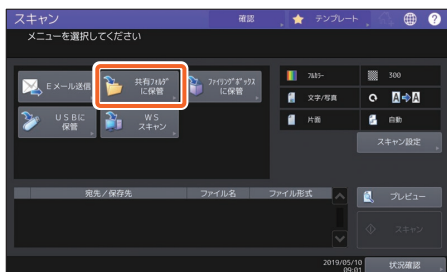 スキャン
確認
テンプレート
メニューを選択してください
Eメール送信
共有フォルダ
に保管
ファイリングボックス
に保管
USBに
保管
WS
スキャン
フルカラー
300
文字/写真
A A
片面
自動
スキャン設定
宛先/保存先
ファイル名
ファイル形式
プレビュー
スキャン
2019/05/10
09:01
状況確認